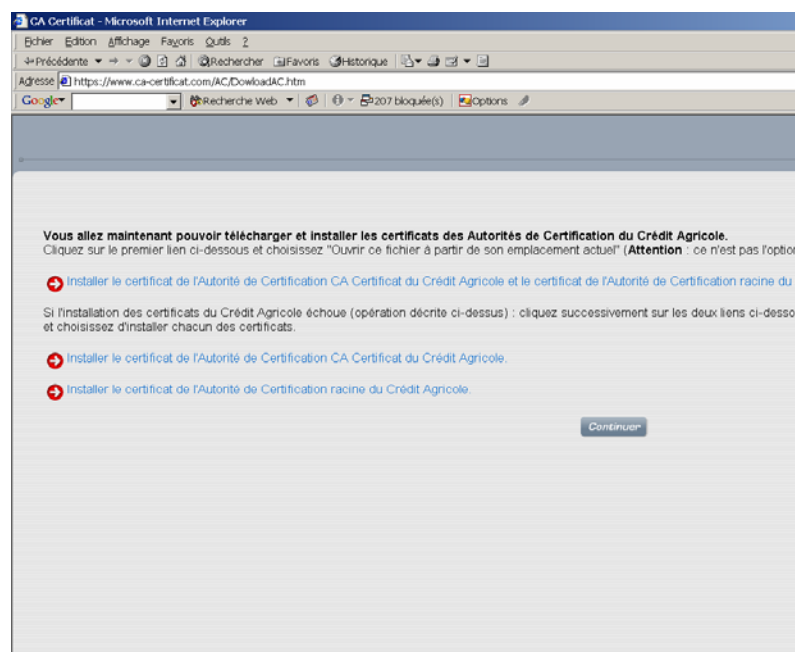 CA Certificat - Microsoft Internet Explorer
Fichier Edition Affichage Favoris Outils ?
Précédente Rechercher Favoris Historique
Adresse https://www.ca-certificat.com/AC/DowloadAC.htm
Google Recherche Web 207 bloquée(s) Options
Vous allez maintenant pouvoir télécharger et installer les certificats des Autorités de Certification du Crédit Agricole.
Cliquez sur le premier lien ci-dessous et choisissez "Ouvrir ce fichier à partir de son emplacement actuel" (Attention : ce n'est pas l'option
Installer le certificat de l'Autorité de Certification CA Certificat du Crédit Agricole et le certificat de l'Autorité de Certification racine du
Si l'installation des certificats du Crédit Agricole échoue (opération décrite ci-dessus) : cliquez successivement sur les deux liens ci-desso
et choisissez d'installer chacun des certificats.
Installer le certificat de l'Autorité de Certification CA Certificat du Crédit Agricole.
Installer le certificat de l'Autorité de Certification racine du Crédit Agricole.
Continuer